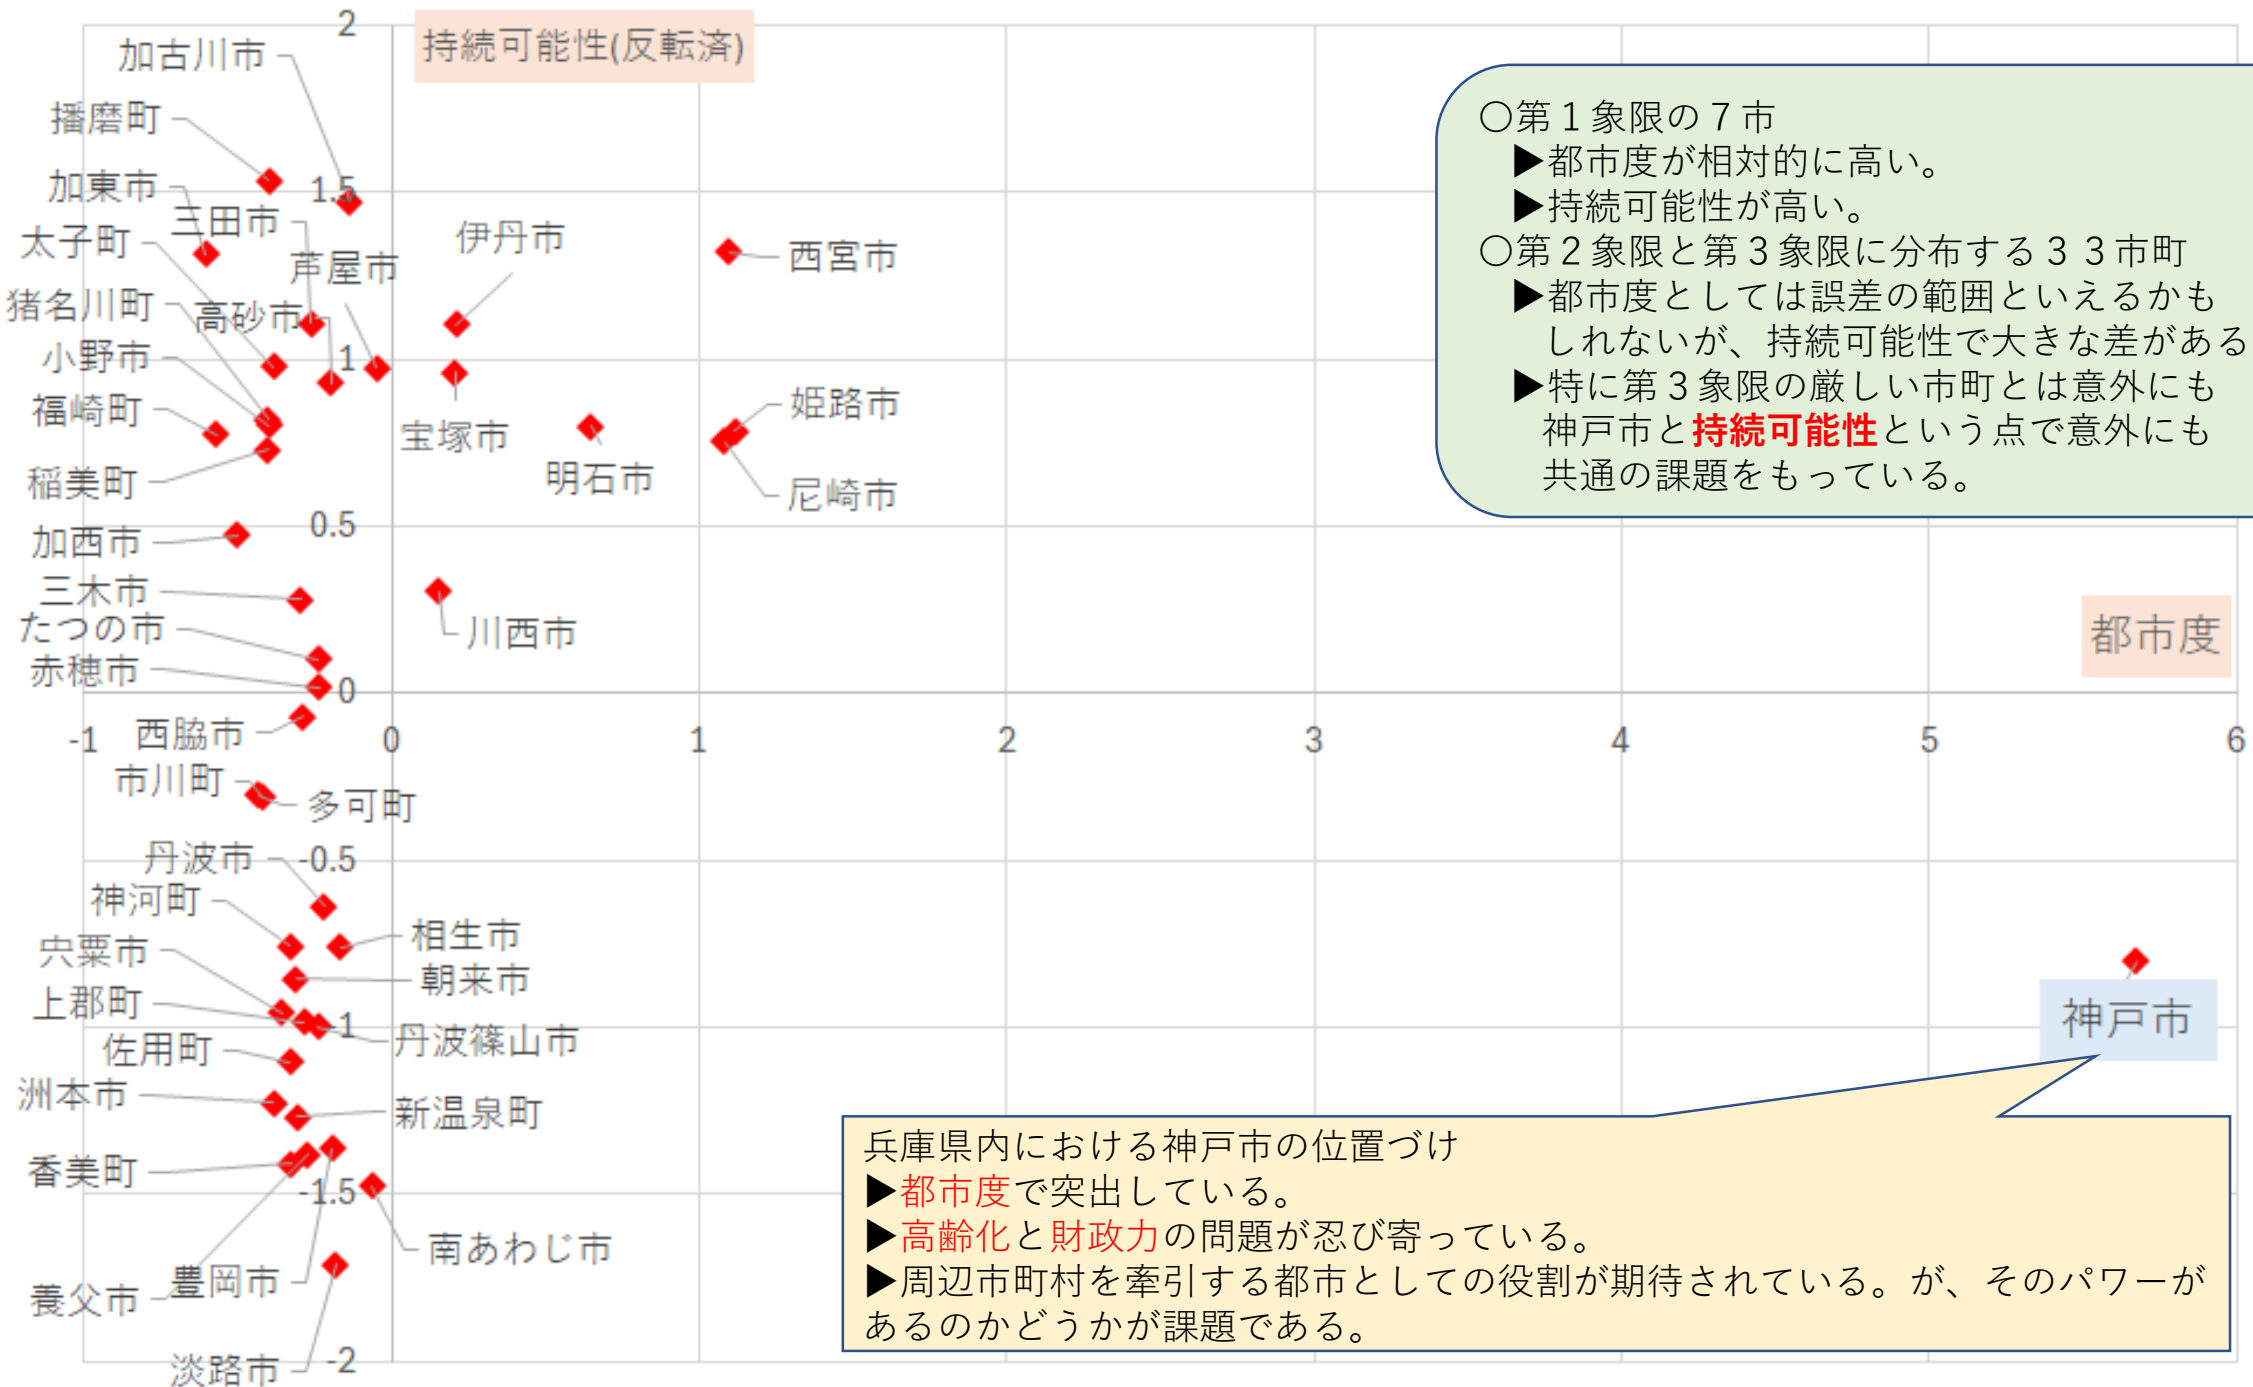 2
持続可能性(反転済)
加古川市
播磨町
1.5
加東市
三田市
太子町
芦屋市
伊丹市
西宮市
猪名川町
高砂市
小野市
1
福崎町
宝塚市
姫路市
稲美町
明石市
尼崎市
0.5
加西市
三木市
たつの市
川西市
都市度
赤穂市
0
西脇市
-1
0
1
2
3
4
5
6
市川町
多可町
丹波市
-0.5
神河町
相生市
宍粟市
朝来市
上郡町
-1
丹波篠山市
佐用町
洲本市
新温泉町
香美町
-1.5
南あわじ市
養父市
豊岡市
淡路市
-2
神戸市
〇第1象限の7市
▶都市度が相対的に高い。
▶持続可能性が高い。
〇第2象限と第3象限に分布する33市町
▶都市度としては誤差の範囲といえるかも
しれないが、持続可能性で大きな差がある
▶特に第3象限の厳しい市町とは意外にも
神戸市と持続可能性という点で意外にも
共通の課題をもっている。
兵庫県内における神戸市の位置づけ
▶都市度で突出している。
▶高齢化と財政力の問題が忍び寄っている。
▶周辺市町村を牽引する都市としての役割が期待されている。が、そのパワーが
あるのかどうかが課題である。